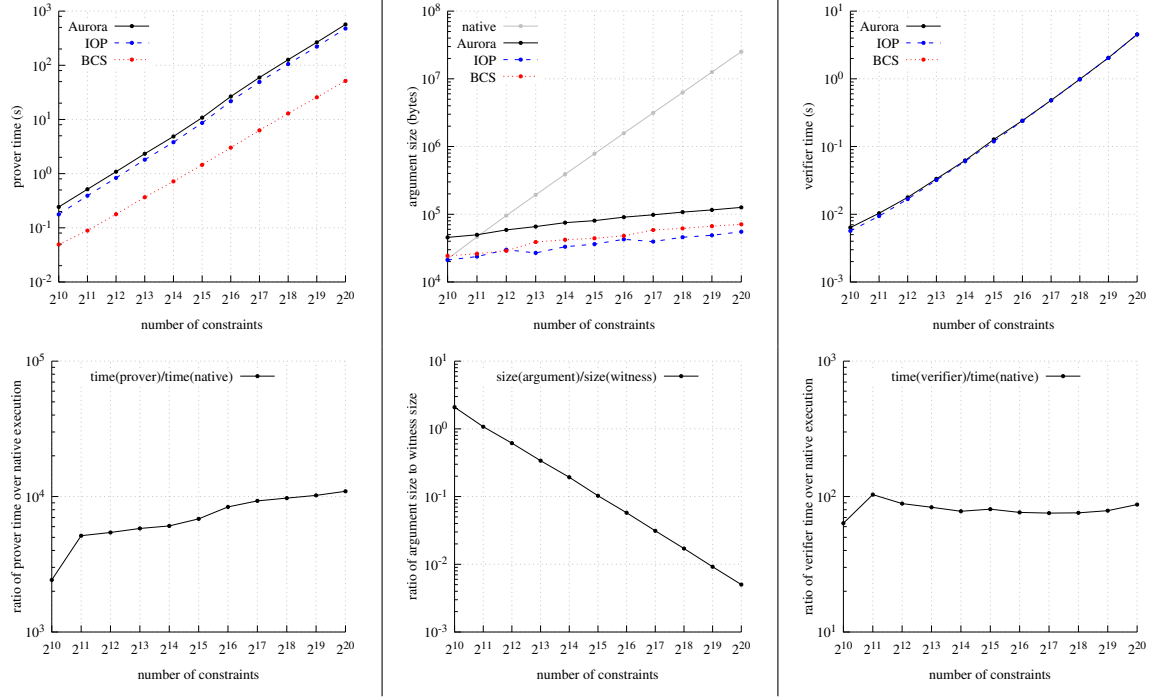 10^3
10^2
10^1
10^0
10^-1
10^-2
prover time (s)
Aurora
IOP
BCS
2^10 2^11 2^12 2^13 2^14 2^15 2^16 2^17 2^18 2^19 2^20
number of constraints
10^8
10^7
10^6
10^5
10^4
argument size (bytes)
native
Aurora
IOP
BCS
2^10 2^11 2^12 2^13 2^14 2^15 2^16 2^17 2^18 2^19 2^20
number of constraints
10^1
10^0
10^-1
10^-2
10^-3
verifier time (s)
Aurora
IOP
BCS
2^10 2^11 2^12 2^13 2^14 2^15 2^16 2^17 2^18 2^19 2^20
number of constraints
10^5
10^4
10^3
ratio of prover time over native execution
time(prover)/time(native)
2^10 2^11 2^12 2^13 2^14 2^15 2^16 2^17 2^18 2^19 2^20
number of constraints
10^1
10^0
10^-1
10^-2
10^-3
ratio of argument size to witness size
size(argument)/size(witness)
2^10 2^11 2^12 2^13 2^14 2^15 2^16 2^17 2^18 2^19 2^20
number of constraints
10^3
10^2
10^1
ratio of verifier time over native execution
time(verifier)/time(native)
2^10 2^11 2^12 2^13 2^14 2^15 2^16 2^17 2^18 2^19 2^20
number of constraints